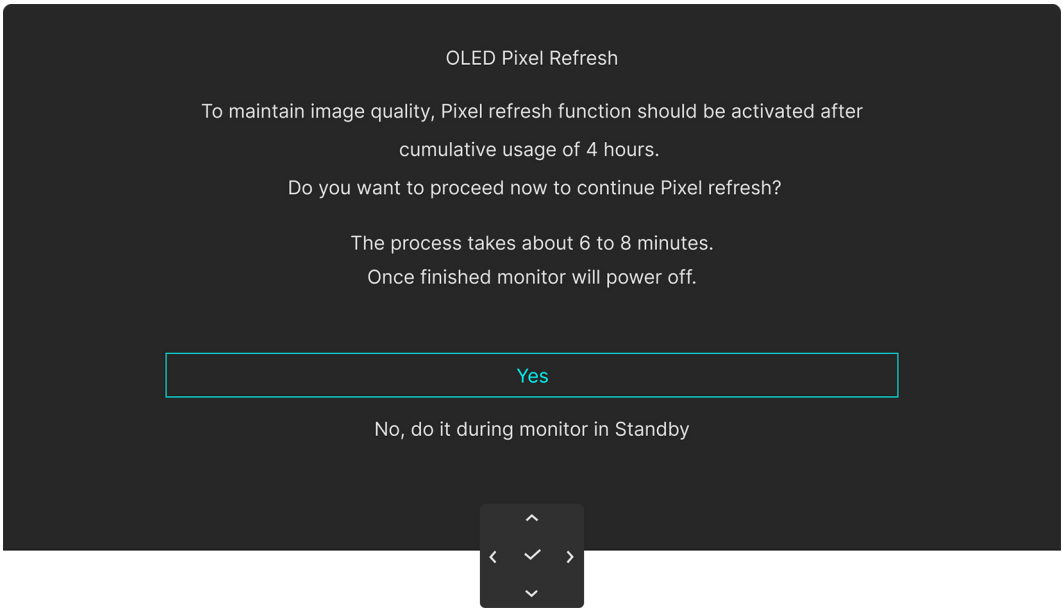 OLED Pixel Refresh
To maintain image quality, Pixel refresh function should be activated after
cumulative usage of 4 hours.
Do you want to proceed now to continue Pixel refresh?
The process takes about 6 to 8 minutes.
Once finished monitor will power off.
Yes
No, do it during monitor in Standby